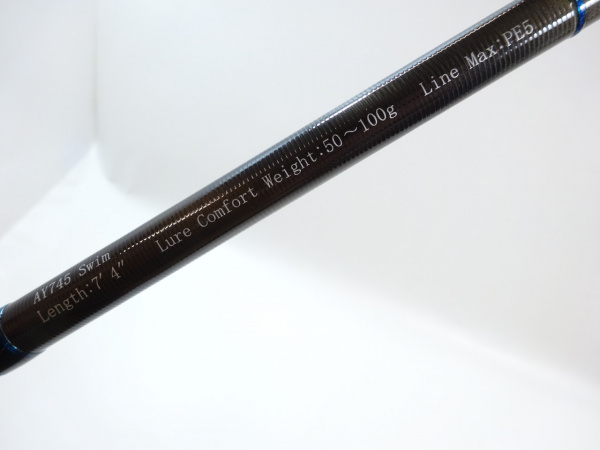 AY745 Swim
Length:7' 4" Lure Comfort Weight:50～100g Line Max:PE5